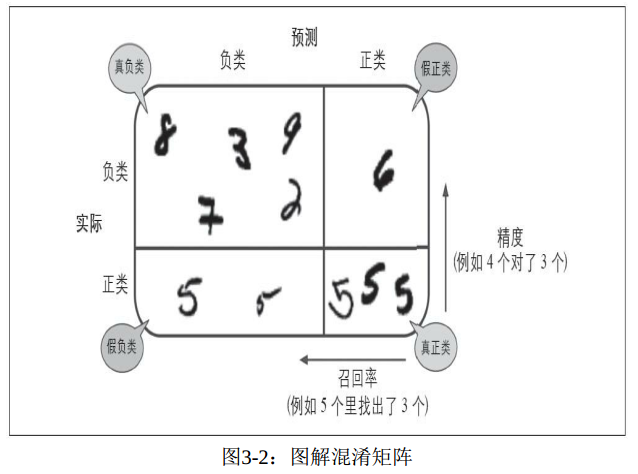 预测
负类 正类
真负类 假正类
8 3 9 6
负类
7 2
实际
精度
(例如 4 个对了 3 个)
正类
5 5 5 5 5
假负类 真正类
召回率
(例如 5 个里找出了 3 个)
图3-2：图解混淆矩阵